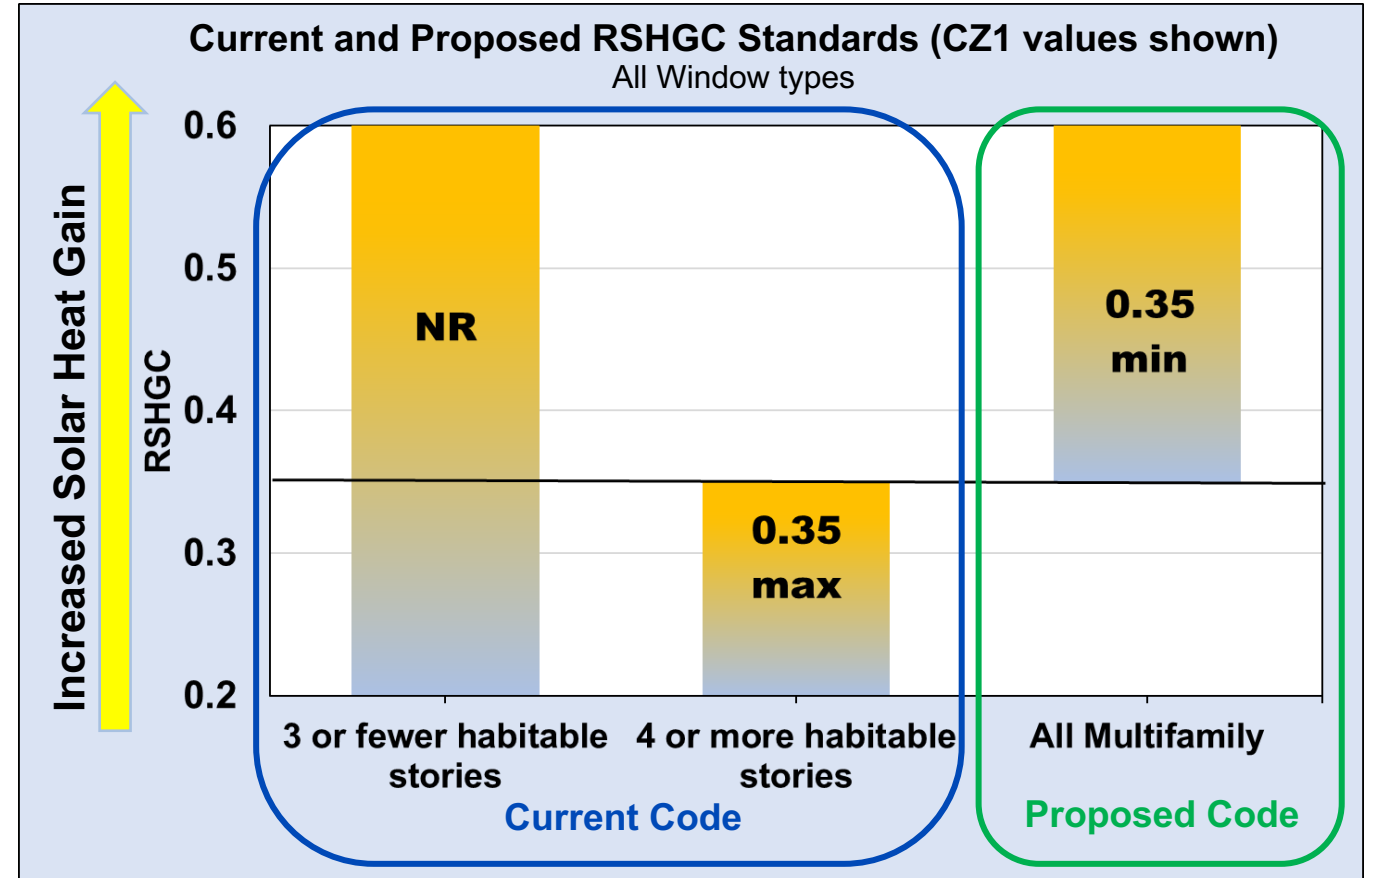 Current and Proposed RSHGC Standards (CZ1 values shown)
All Window types
Increased Solar Heat Gain
RSHGC
0.6
0.5
0.4
0.3
0.2
NR
0.35
max
0.35
min
3 or fewer habitable
stories
4 or more habitable
stories
All Multifamily
Current Code
Proposed Code